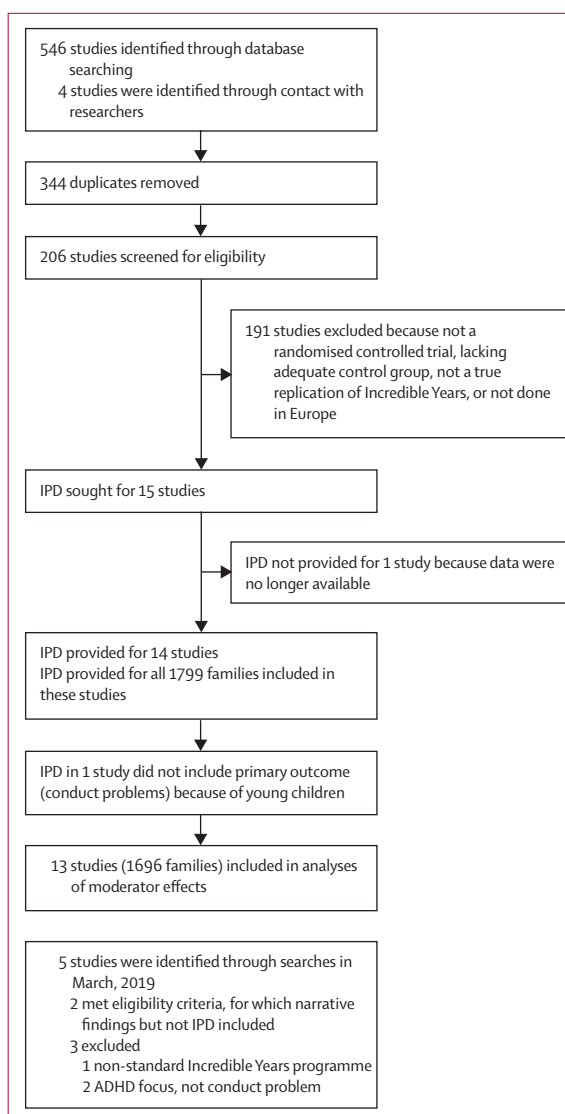 546 studies identified through database
searching
4 studies were identified through contact with
researchers
344 duplicates removed
206 studies screened for eligibility
191 studies excluded because not a
randomised controlled trial, lacking
adequate control group, not a true
replication of Incredible Years, or not done
in Europe
IPD sought for 15 studies
IPD not provided for 1 study because data were
no longer available
IPD provided for 14 studies
IPD provided for all 1799 families included in
these studies
IPD in 1 study did not include primary outcome
(conduct problems) because of young children
13 studies (1696 families) included in analyses
of moderator effects
5 studies were identified through searches in
March, 2019
2 met eligibility criteria, for which narrative
findings but not IPD included
3 excluded
1 non-standard Incredible Years programme
2 ADHD focus, not conduct problem